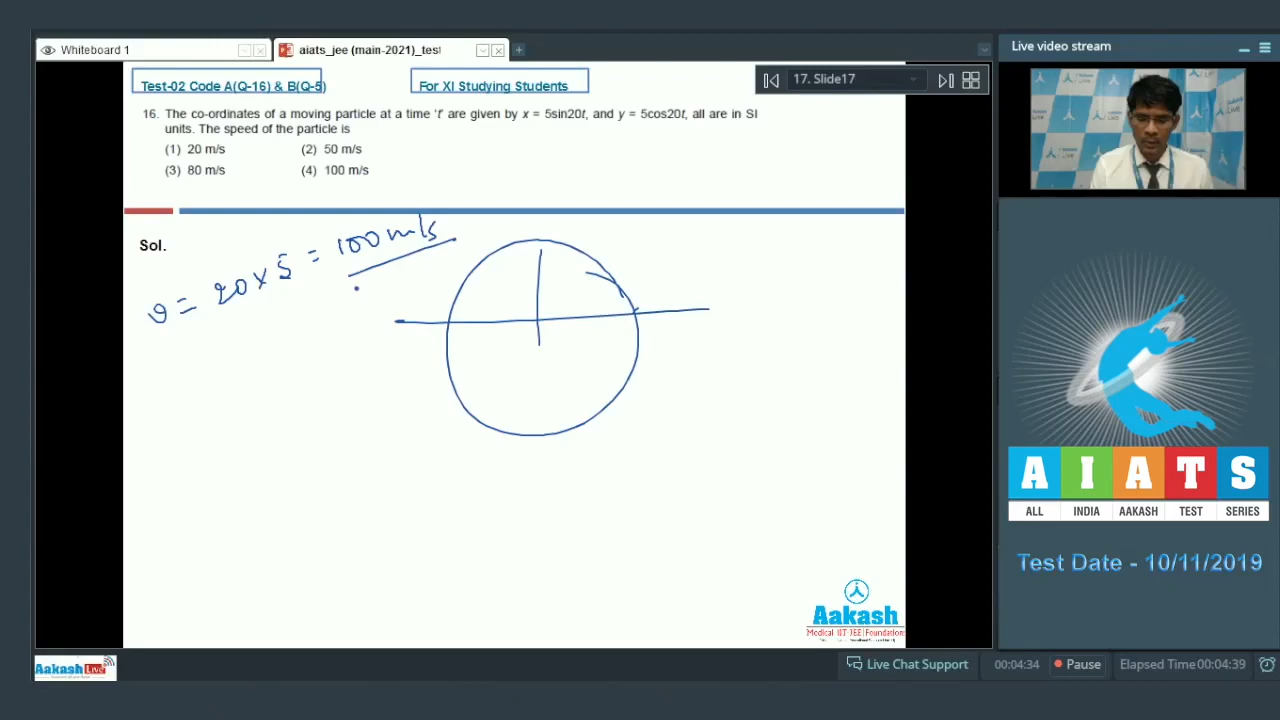 Whiteboard 1
aiats_jee (main-2021)_test
Live video stream
Test-02 Code A(Q-16) & B(Q-5)
For XI Studying Students
17. Slide17
16. The co-ordinates of a moving particle at a time 't' are given by x = 5sin20t, and y = 5cos20t, all are in SI
units. The speed of the particle is
(1) 20 m/s
(2) 50 m/s
(3) 80 m/s
(4) 100 m/s
Sol.
v = 20 x 5 = 100 m/s
AIATS
ALL INDIA AAKASH TEST SERIES
Test Date - 10/11/2019
Aakash
Medical IIT-JEE Foundations
Aakash Live
Live Chat Support
00:04:34
Pause
Elapsed Time 00:04:39